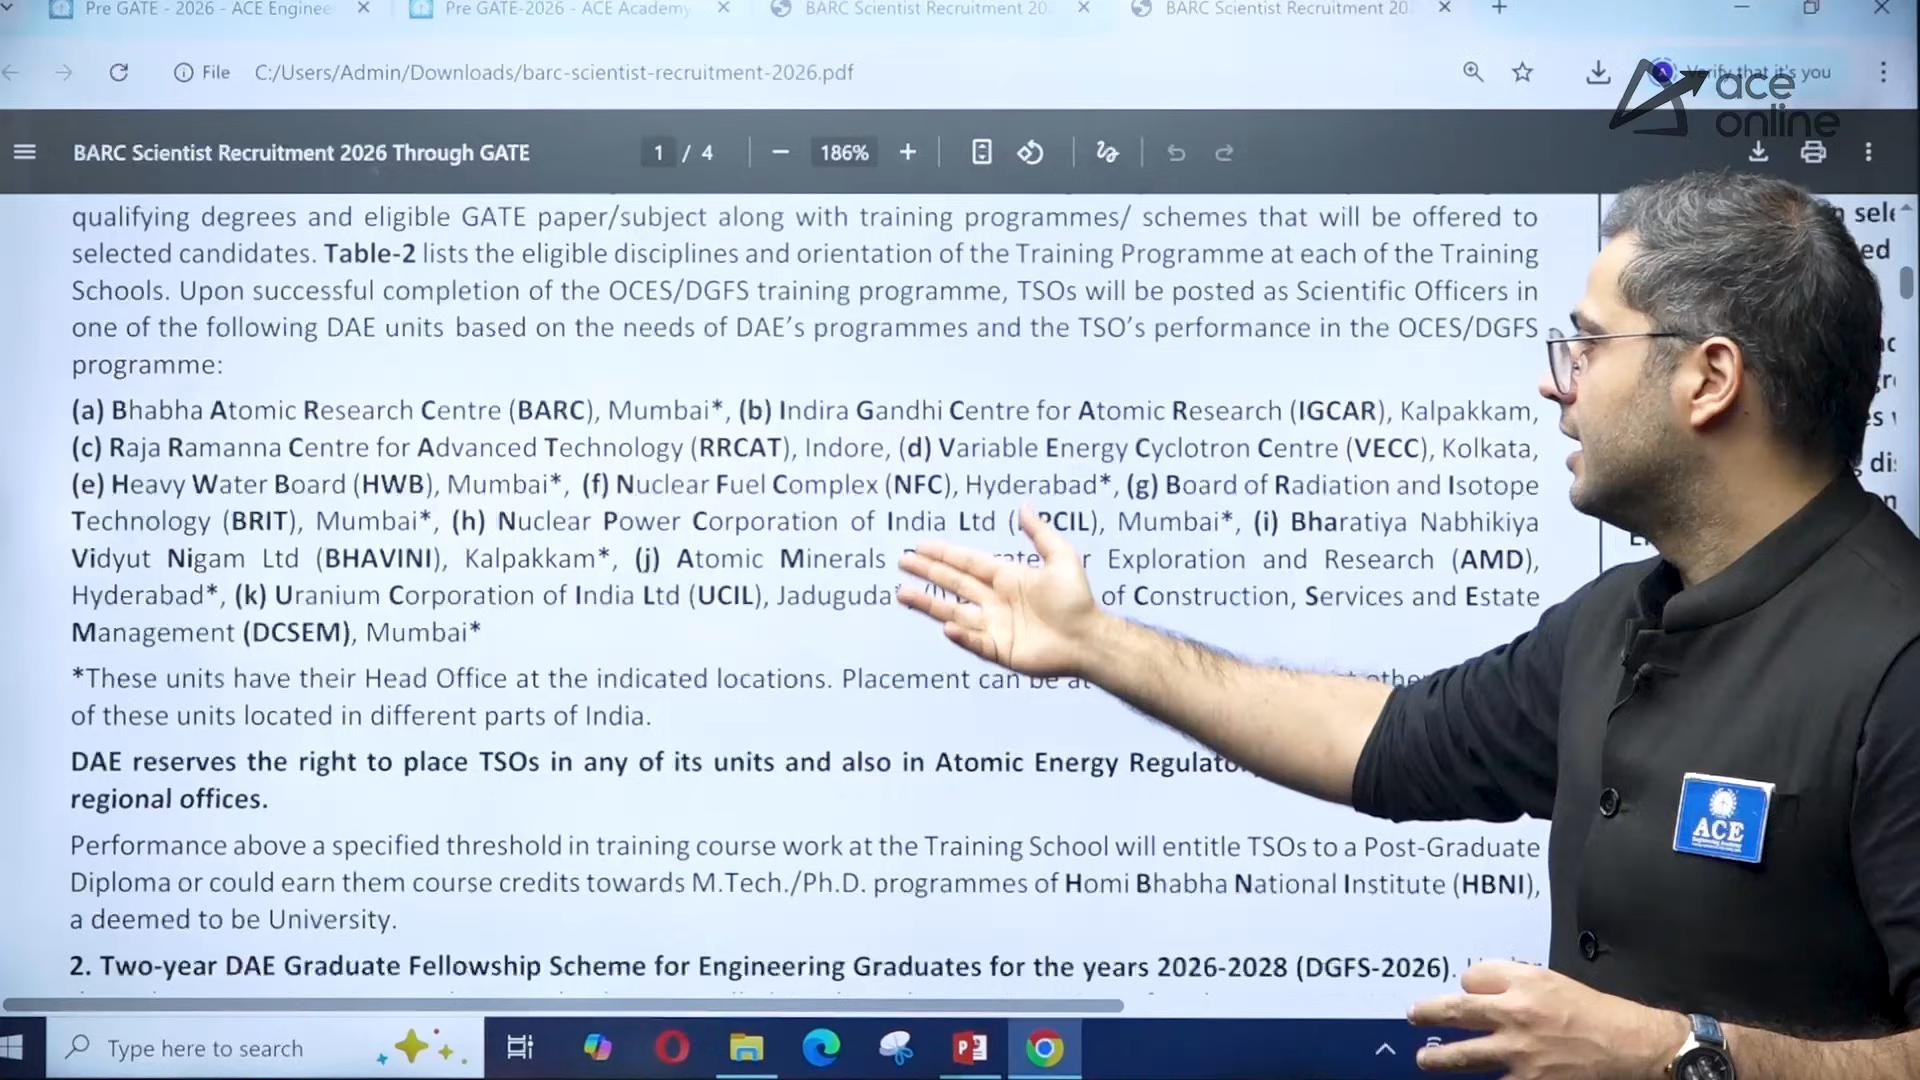 Pre GATE - 2026 - ACE Enginee
Pre GATE-2026 - ACE Academy
BARC Scientist Recruitment 20
BARC Scientist Recruitment 20
File C:/Users/Admin/Downloads/barc-scientist-recruitment-2026.pdf
Verify that it's you
ace
online
BARC Scientist Recruitment 2026 Through GATE
1 / 4
186%
qualifying degrees and eligible GATE paper/subject along with training programmes/ schemes that will be offered to
selected candidates. Table-2 lists the eligible disciplines and orientation of the Training Programme at each of the Training
Schools. Upon successful completion of the OCES/DGFS training programme, TSOs will be posted as Scientific Officers in
one of the following DAE units based on the needs of DAE's programmes and the TSO's performance in the OCES/DGFS
programme:
(a) Bhabha Atomic Research Centre (BARC), Mumbai*, (b) Indira Gandhi Centre for Atomic Research (IGCAR), Kalpakkam,
(c) Raja Ramanna Centre for Advanced Technology (RRCAT), Indore, (d) Variable Energy Cyclotron Centre (VECC), Kolkata,
(e) Heavy Water Board (HWB), Mumbai*, (f) Nuclear Fuel Complex (NFC), Hyderabad*, (g) Board of Radiation and Isotope
Technology (BRIT), Mumbai*, (h) Nuclear Power Corporation of India Ltd (PCIL), Mumbai*, (i) Bharatiya Nabhikiya
Vidyut Nigam Ltd (BHAVINI), Kalpakkam*, (j) Atomic Minerals Exploration and Research (AMD),
Hyderabad*, (k) Uranium Corporation of India Ltd (UCIL), Jaduguda of Construction, Services and Estate
Management (DCSEM), Mumbai*
*These units have their Head Office at the indicated locations. Placement can be at
of these units located in different parts of India.
DAE reserves the right to place TSOs in any of its units and also in Atomic Energy
regional offices.
Performance above a specified threshold in training course work at the Training School will entitle TSOs to a Post-Graduate
Diploma or could earn them course credits towards M.Tech./Ph.D. programmes of Homi Bhabha National Institute (HBNI),
a deemed to be University.
2. Two-year DAE Graduate Fellowship Scheme for Engineering Graduates for the years 2026-2028 (DGFS-2026).
ACE
Type here to search